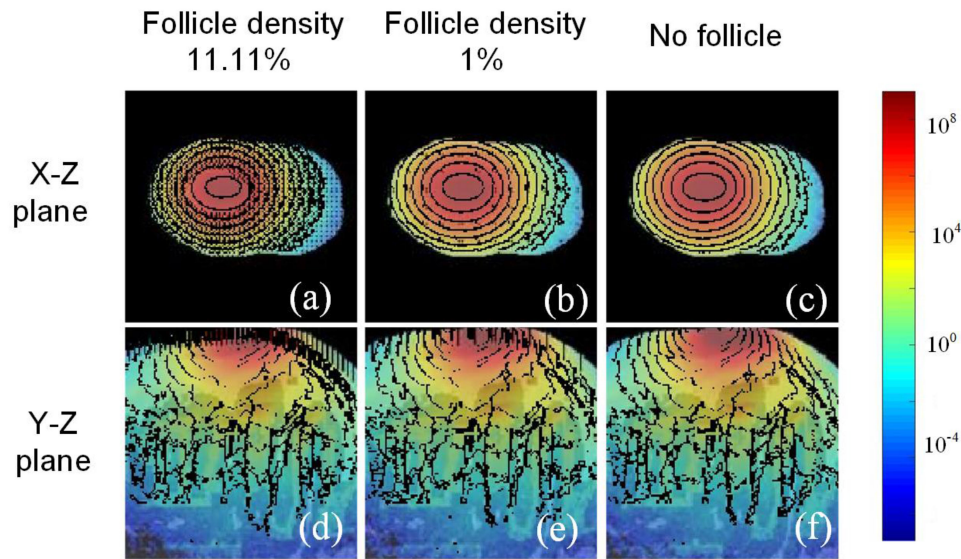 Follicle density
11.11%
Follicle density
1%
No follicle
X-Z
plane
(a)
(b)
(c)
10^8
10^4
10^0
10^-4
Y-Z
plane
(d)
(e)
(f)